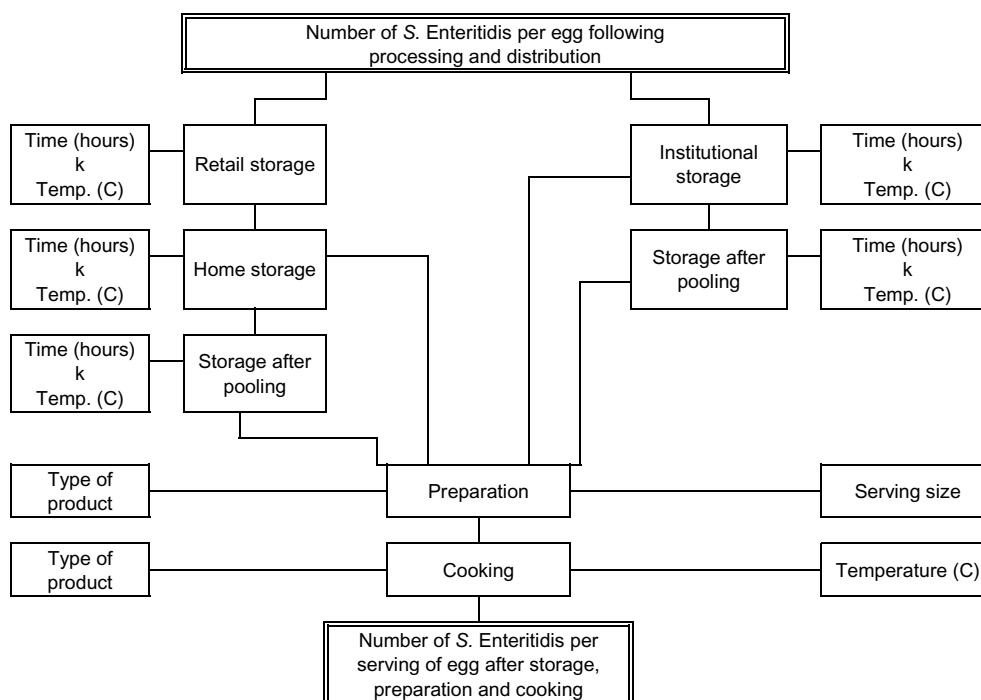 Number of S. Enteritidis per egg following
processing and distribution
Time (hours)
k
Temp. (C)
Retail storage
Institutional
storage
Time (hours)
k
Temp. (C)
Time (hours)
k
Temp. (C)
Home storage
Storage after
pooling
Time (hours)
k
Temp. (C)
Time (hours)
k
Temp. (C)
Storage after
pooling
Type of
product
Preparation
Serving size
Type of
product
Cooking
Temperature (C)
Number of S. Enteritidis per
serving of egg after storage,
preparation and cooking